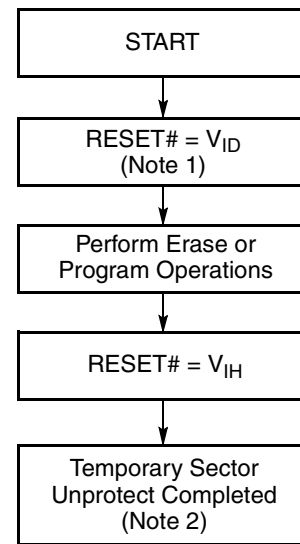 START
RESET# = V_ID
(Note 1)
Perform Erase or
Program Operations
RESET# = V_IH
Temporary Sector
Unprotect Completed
(Note 2)